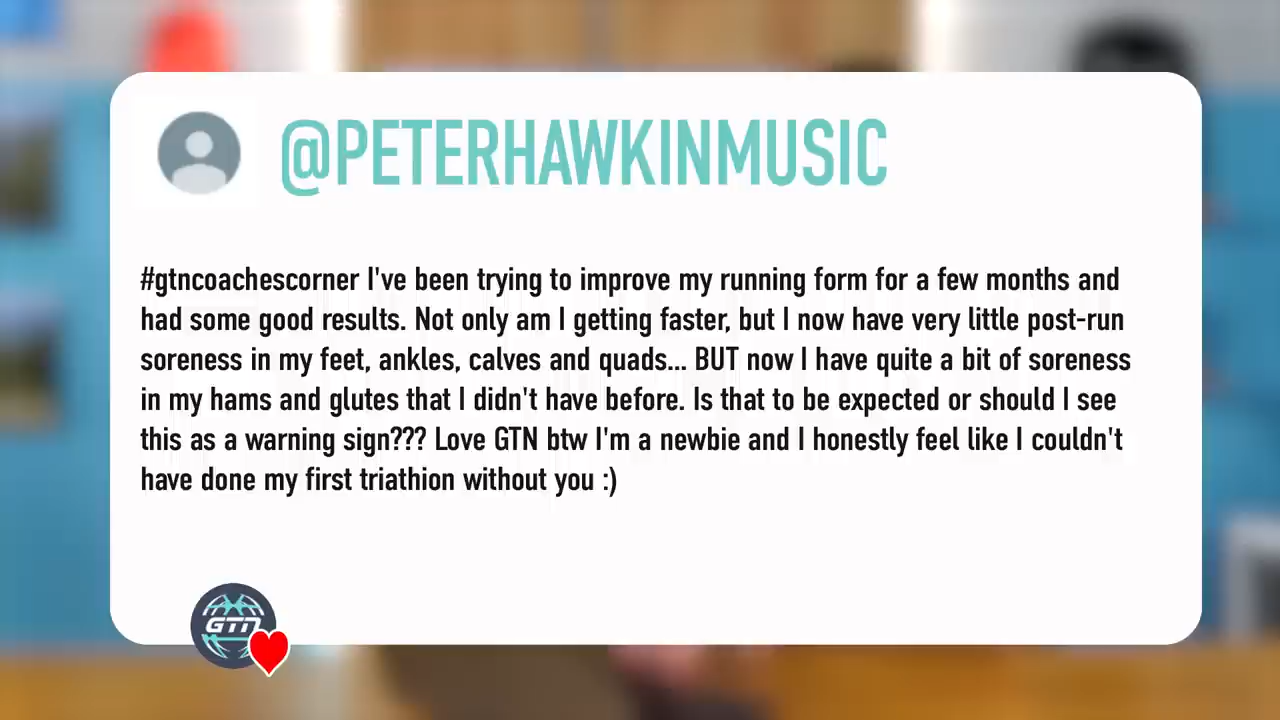 @PETERHAWKINMUSIC
#gtncoachescorner I've been trying to improve my running form for a few months and
had some good results. Not only am I getting faster, but I now have very little post-run
soreness in my feet, ankles, calves and quads... BUT now I have quite a bit of soreness
in my hams and glutes that I didn't have before. Is that to be expected or should I see
this as a warning sign??? Love GTN btw I'm a newbie and I honestly feel like I couldn't
have done my first triathion without you :)
GTN